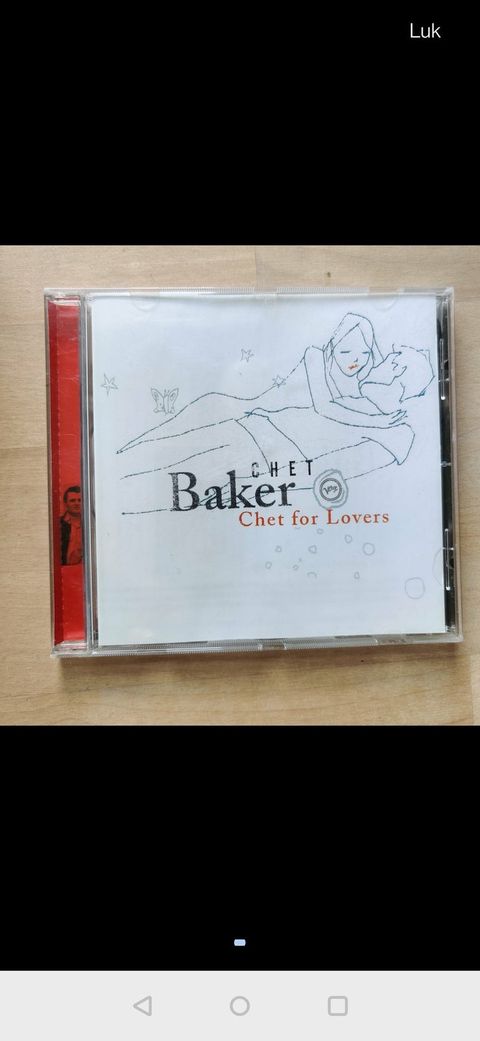 Luk
CHET
Baker
Verve
Chet for Lovers